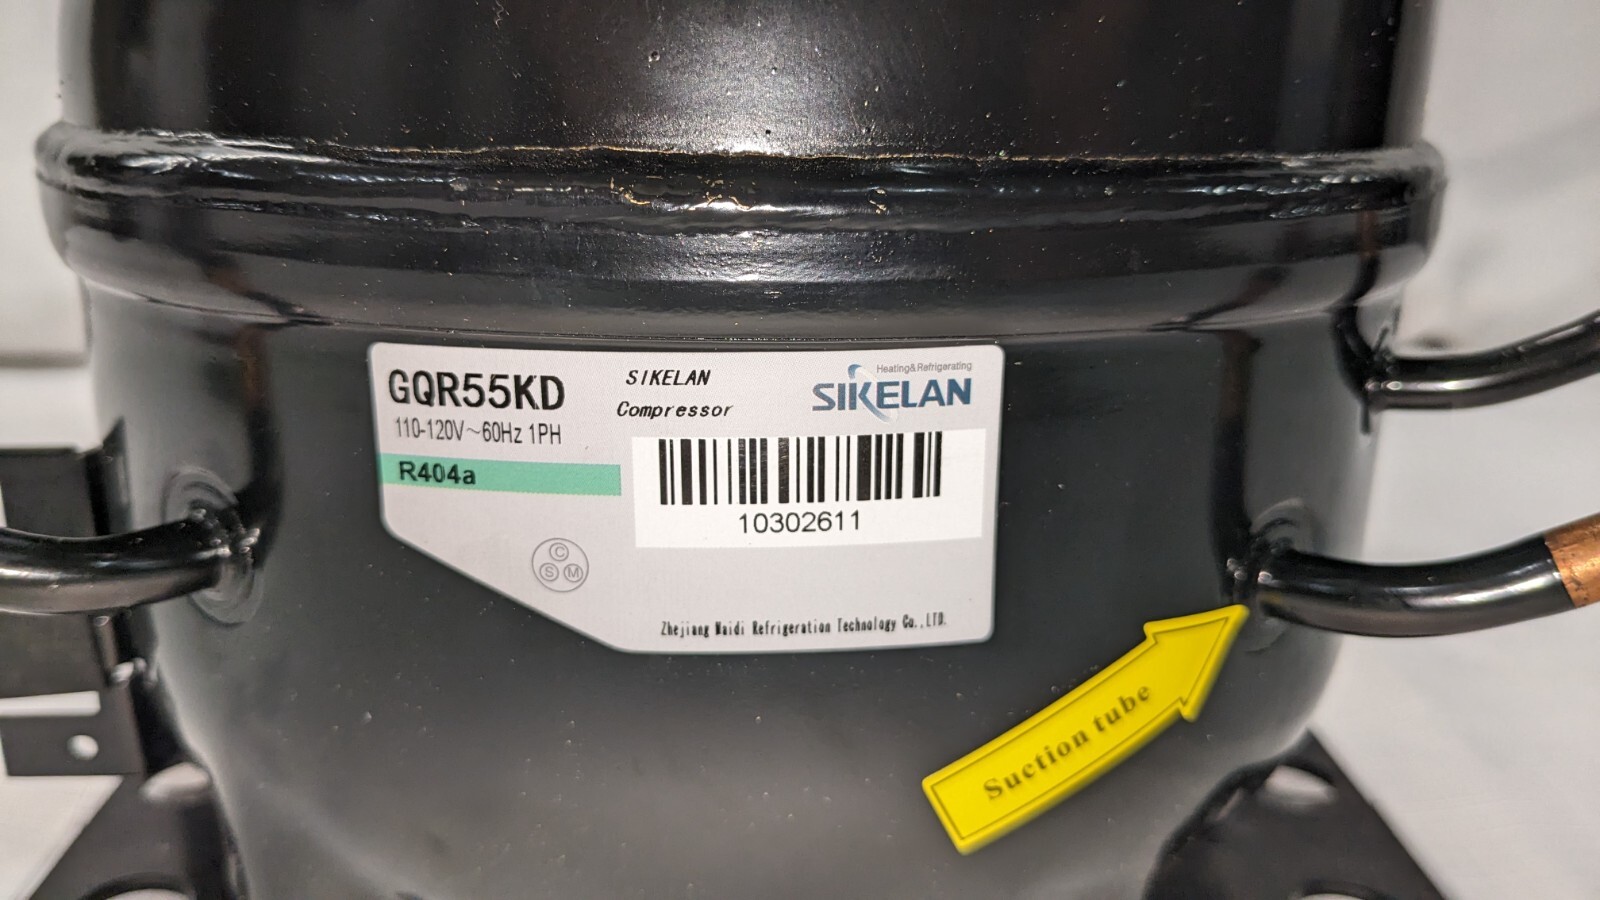 GQR55KD
110-120V～60Hz 1PH
R404a
SIKELAN
Compressor
Heating&Refrigerating
SIKELAN
10302611
C
S M
Zhejiang Maidi Refrigeration Technology Co.,LTD.
Suction tube